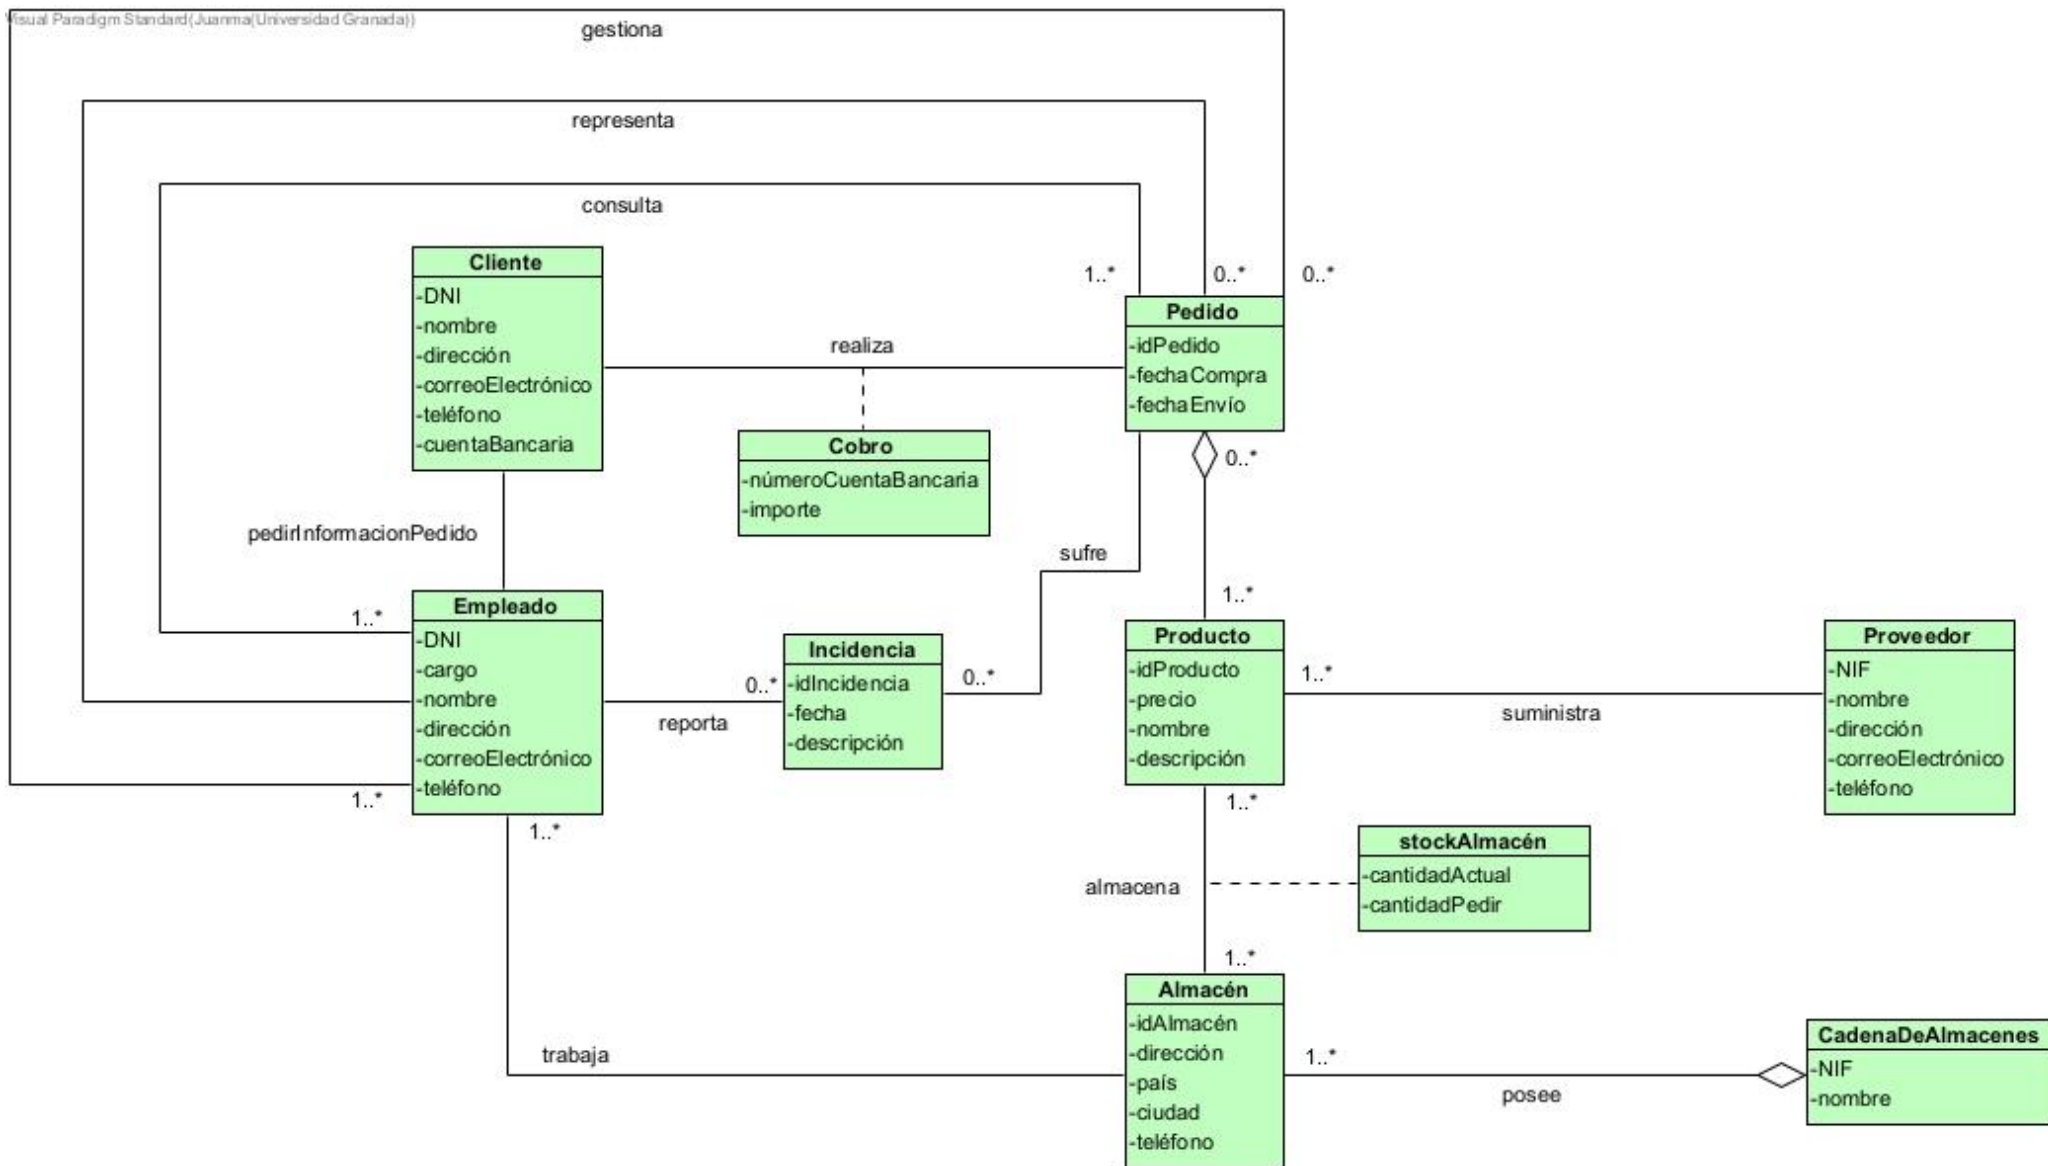 Visual Paradigm Standard(Juanma(Universidad Granada))
gestiona
representa
consulta
1..*
0..*
0..*
Cliente
-DNI
-nombre
-dirección
-correoElectrónico
-teléfono
-cuentaBancaria
realiza
Pedido
-idPedido
-fechaCompra
-fechaEnvío
Cobro
-númeroCuentaBancaria
-importe
0..*
pedirInformacionPedido
sufre
1..*
1..*
Empleado
-DNI
-cargo
-nombre
-dirección
-correoElectrónico
-teléfono
1..*
1..*
reporta
0..*
Incidencia
-idIncidencia
-fecha
-descripción
0..*
Producto
-idProducto
-precio
-nombre
-descripción
1..*
suministra
Proveedor
-NIF
-nombre
-dirección
-correoElectrónico
-teléfono
1..*
almacena
stockAlmacén
-cantidadActual
-cantidadPedir
1..*
trabaja
Almacén
-idAlmacén
-dirección
-país
-ciudad
-teléfono
1..*
posee
CadenaDeAlmacenes
-NIF
-nombre